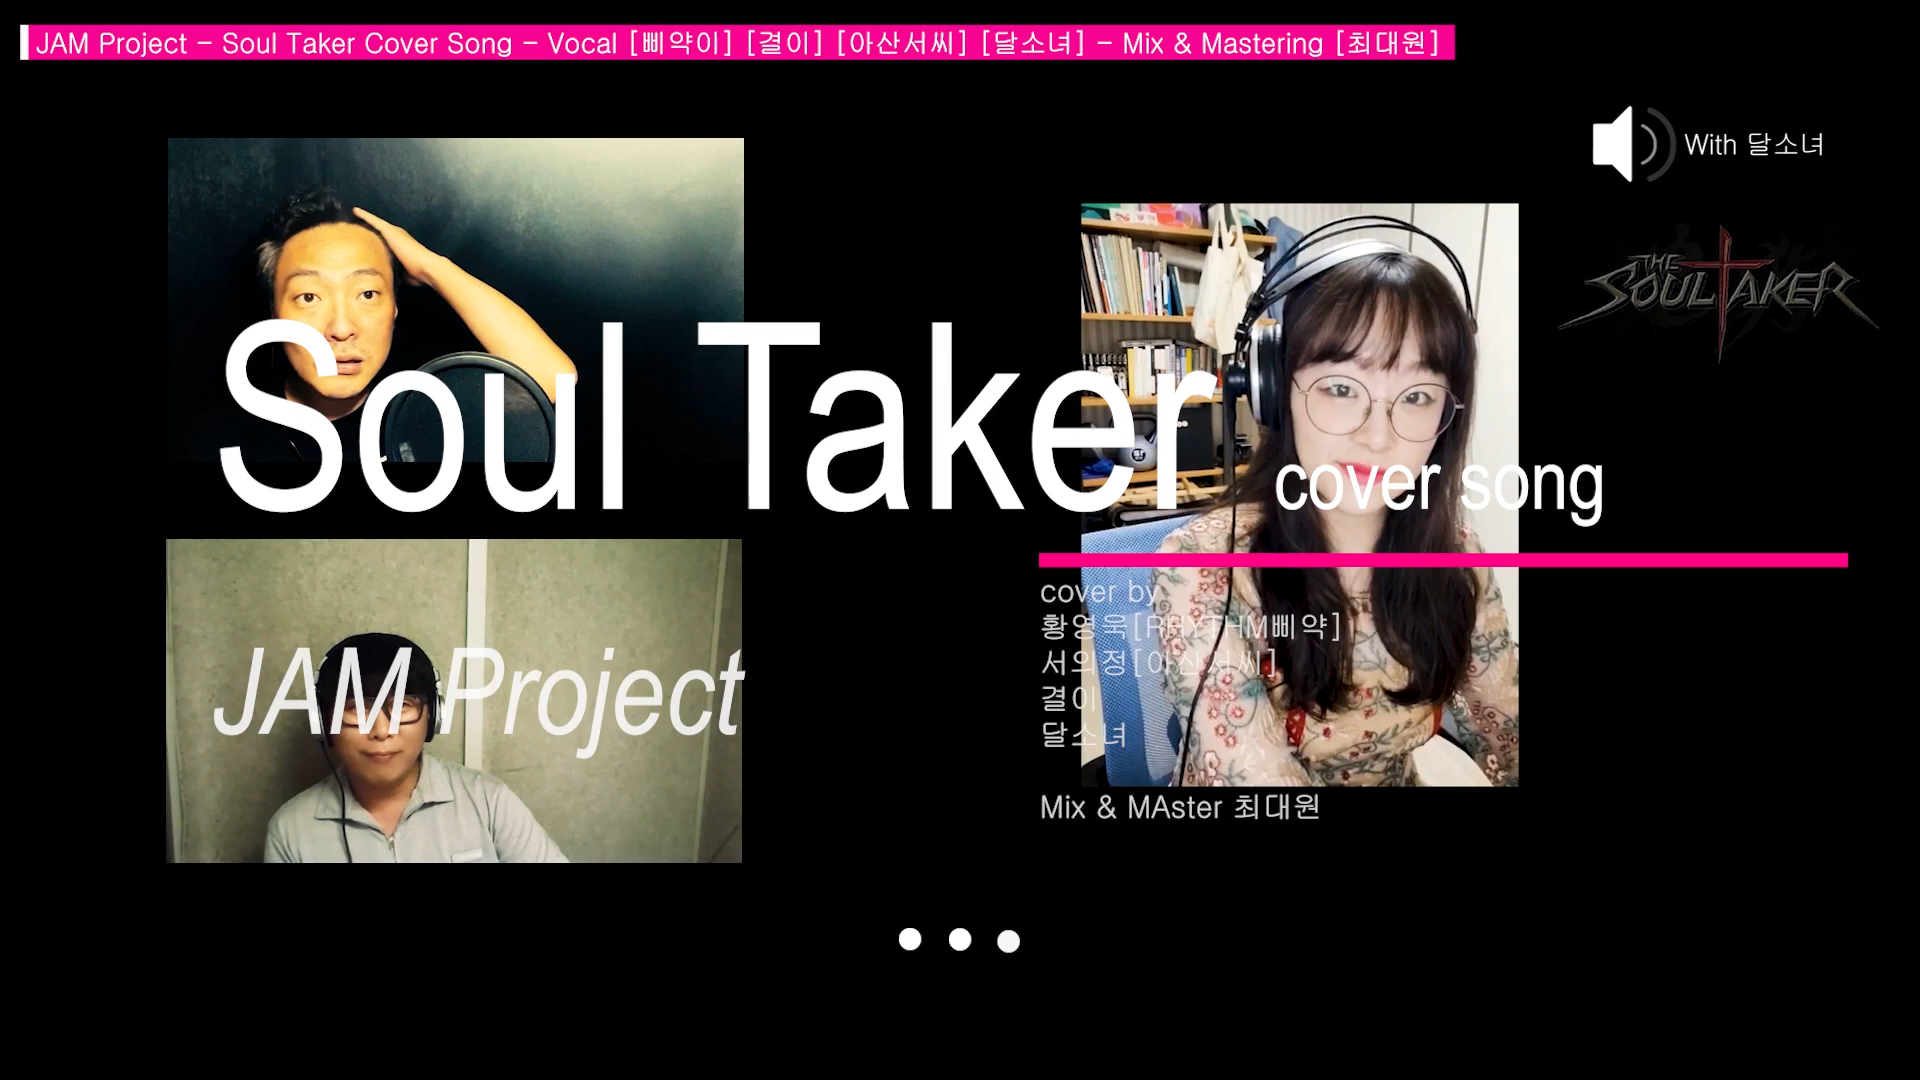 JAM Project - Soul Taker Cover Song - Vocal [삐약이] [결이] [아산서씨] [달소녀] - Mix & Mastering [최대원]
With 달소녀
THE SOULTAKER
Soul Taker cover song
JAM Project
cover by
황영욱[RHYTHM삐약]
서의정[아산서씨]
결이
달소녀
Mix & MAster 최대원